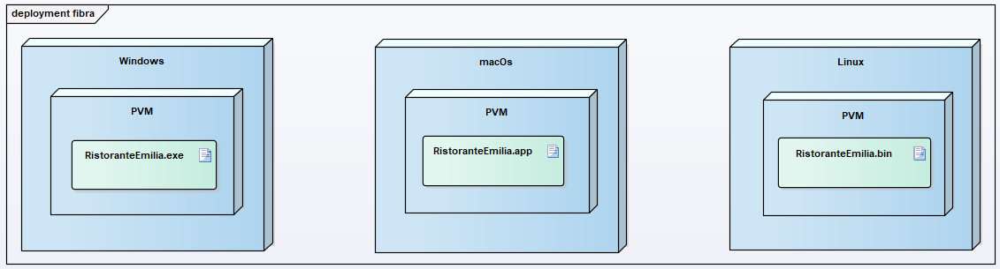 deployment fibra
Windows
macOs
Linux
PVM
PVM
PVM
RistoranteEmilia.exe
RistoranteEmilia.app
RistoranteEmilia.bin